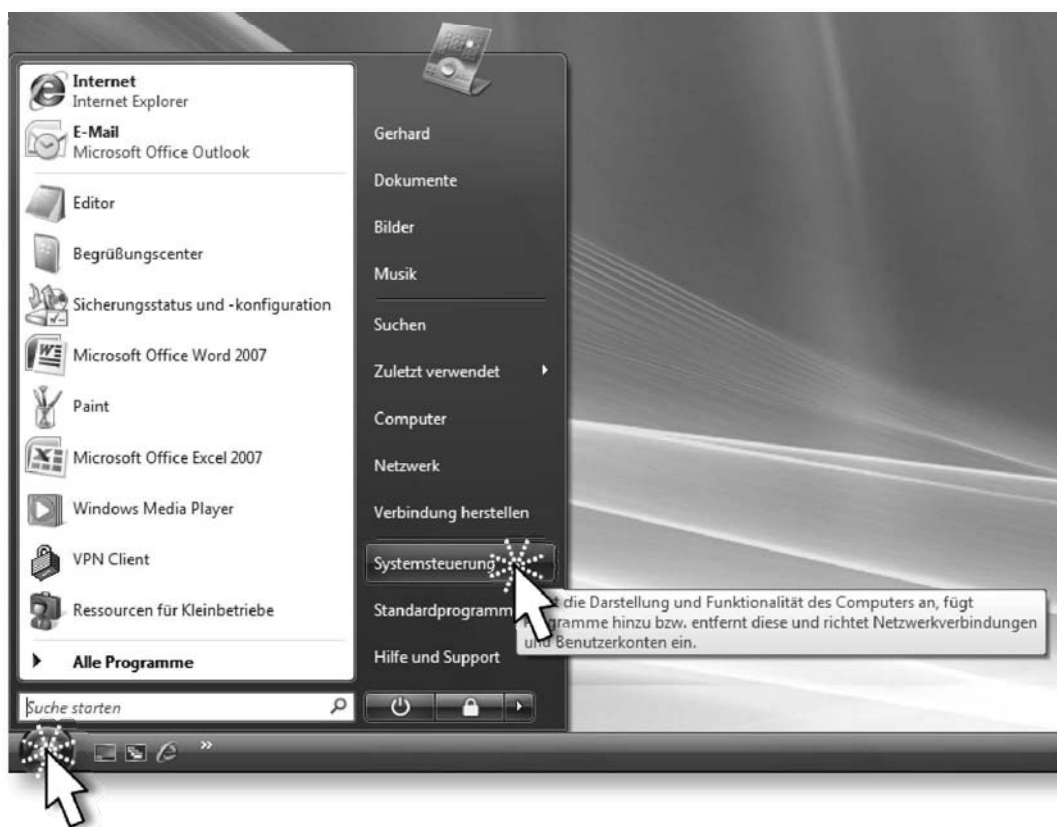 Internet
Internet Explorer
E-Mail
Microsoft Office Outlook
Editor
Begrüßungscenter
Sicherungsstatus und -konfiguration
Microsoft Office Word 2007
Paint
Microsoft Office Excel 2007
Windows Media Player
VPN Client
Ressourcen für Kleinbetriebe
Alle Programme
Suche starten
Gerhard
Dokumente
Bilder
Musik
Suchen
Zuletzt verwendet
Computer
Netzwerk
Verbindung herstellen
Systemsteuerung
Standardprogramm
Hilfe und Support
die Darstellung und Funktionalität des Computers an, fügt
Programme hinzu bzw. entfernt diese und richtet Netzwerkverbindungen
und Benutzerkonten ein.